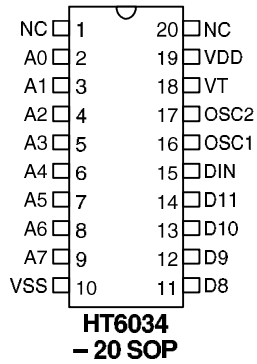 NC 1 20 NC
A0 2 19 VDD
A1 3 18 VT
A2 4 17 OSC2
A3 5 16 OSC1
A4 6 15 DIN
A5 7 14 D11
A6 8 13 D10
A7 9 12 D9
VSS 10 11 D8
HT6034
– 20 SOP